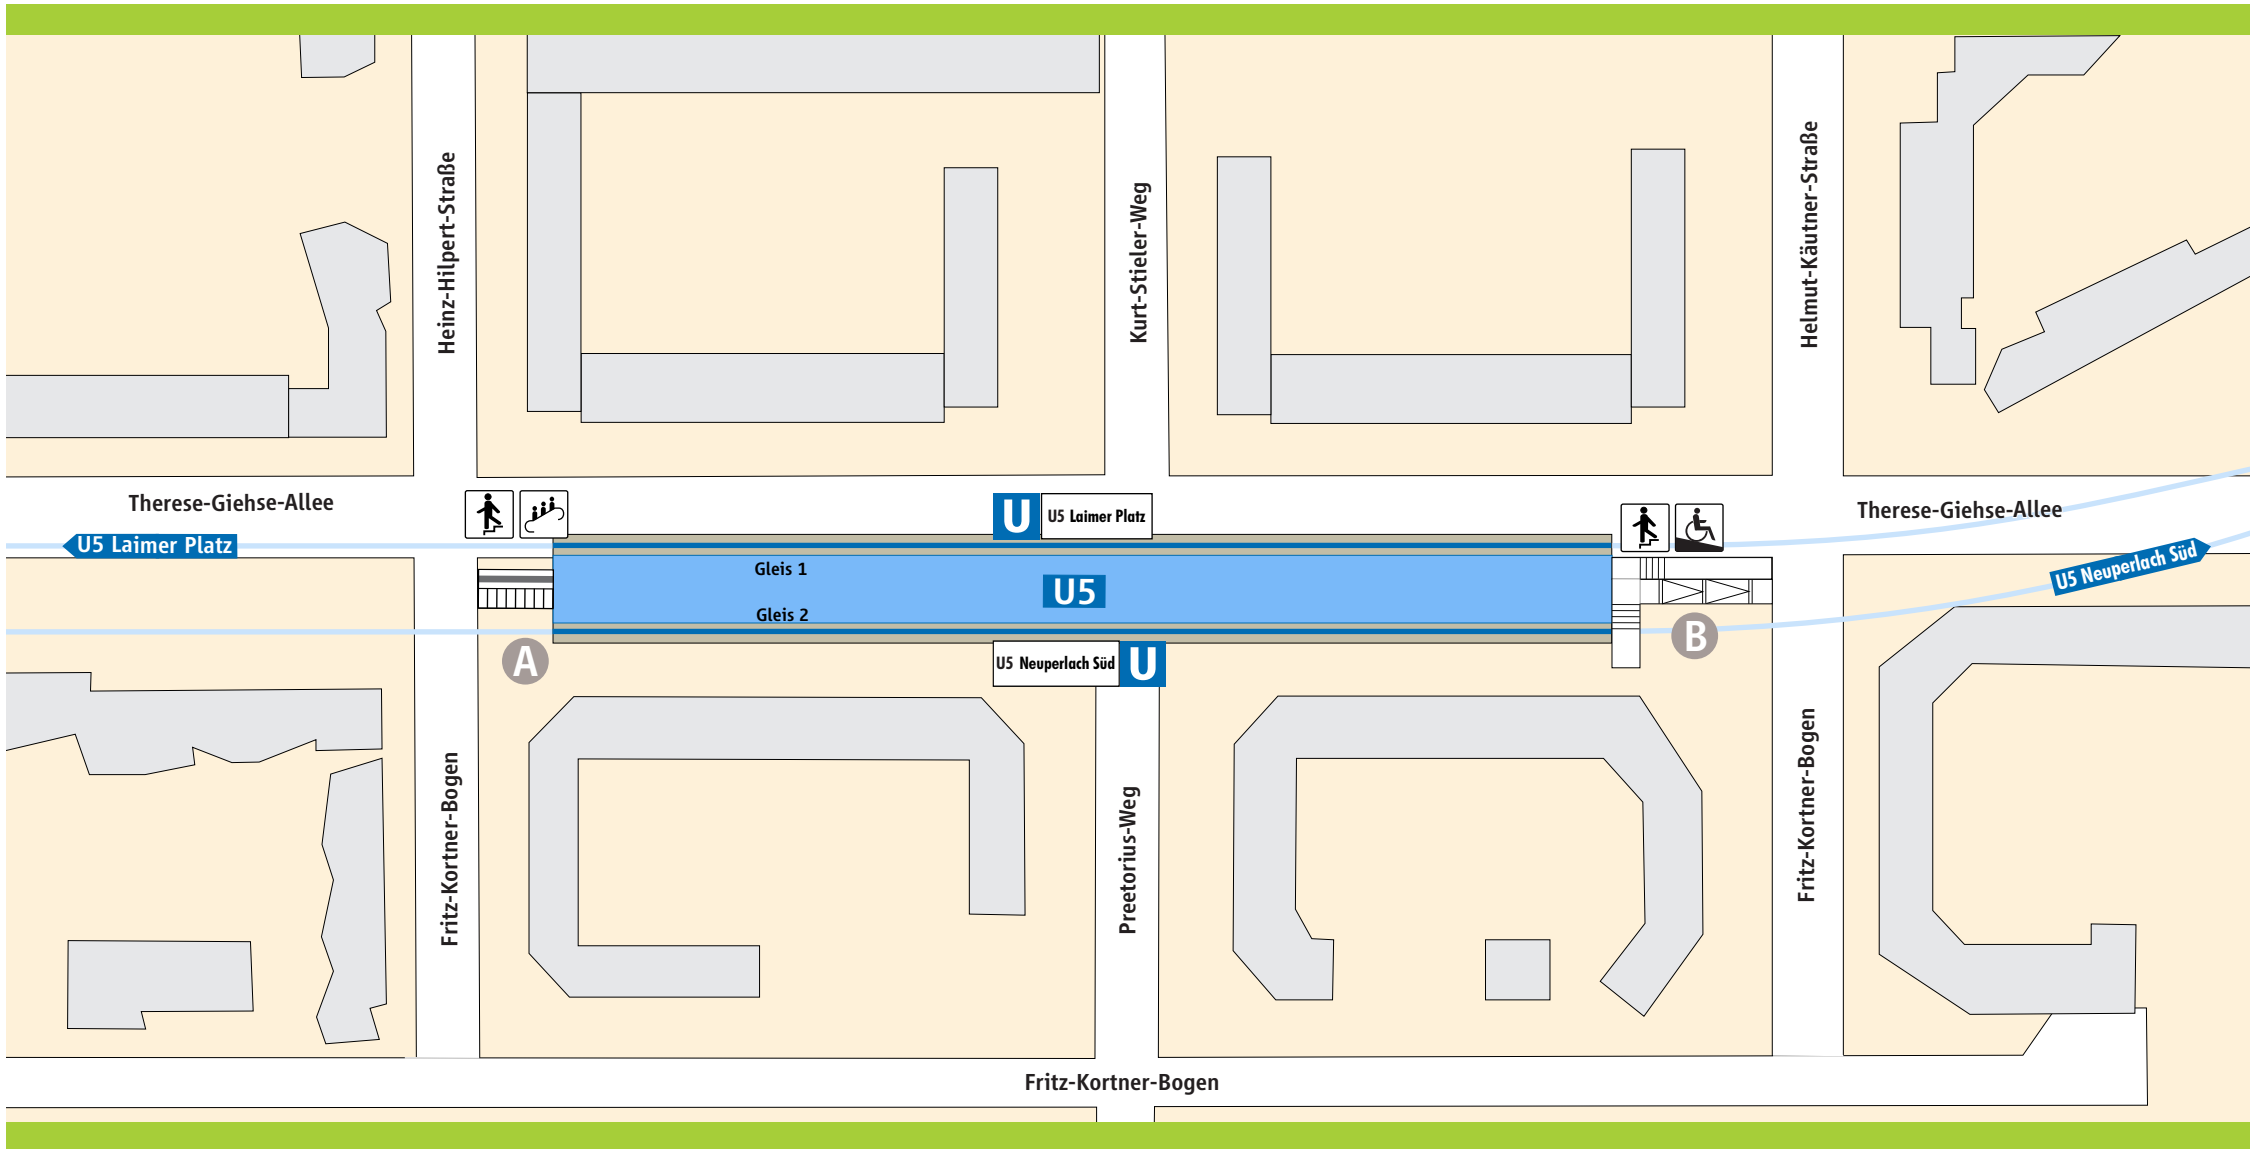 Heinz-Hilpert-Straße
Kurt-Stieler-Weg
Helmut-Käutner-Straße
Therese-Giehse-Allee
U
U5 Laimer Platz
Therese-Giehse-Allee
U5 Laimer Platz
U5 Neuperlach Süd
Gleis 1
U5
Gleis 2
A
B
U5 Neuperlach Süd
U
Fritz-Kortner-Bogen
Preetorius-Weg
Fritz-Kortner-Bogen
Fritz-Kortner-Bogen